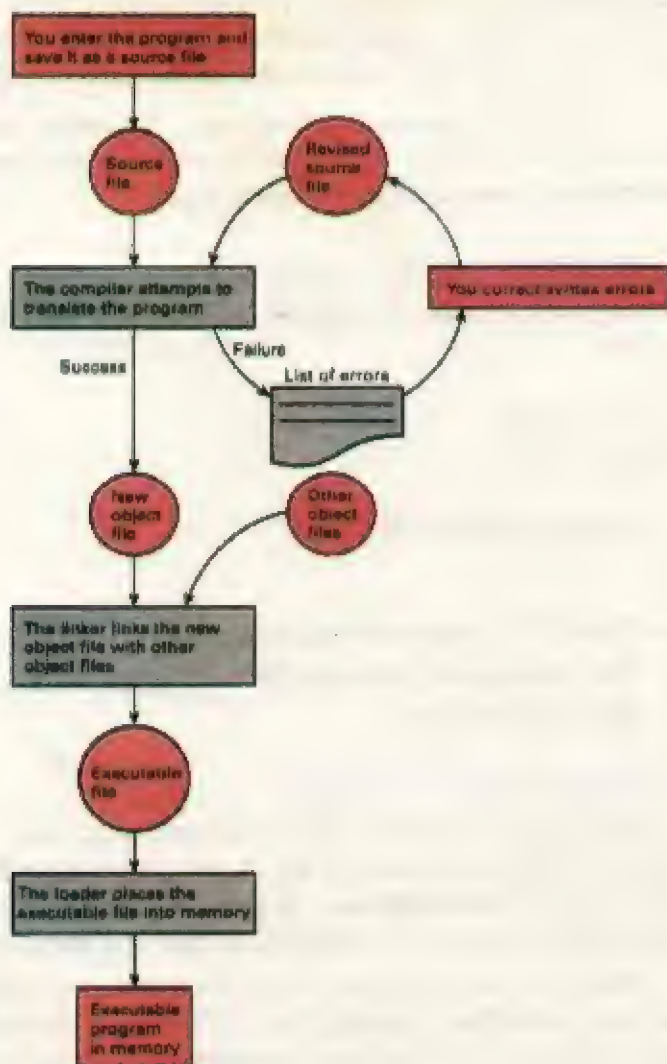 You enter the program and
save it as a source file
Source
file
Revised
source
file
The compiler attempts to
translate the program
You correct syntax errors
Success
Failure
List of errors
New
object
file
Other
object
files
The linker links the new
object file with other
object files
Executable
file
The loader places the
executable file into memory
Executable
program
in memory